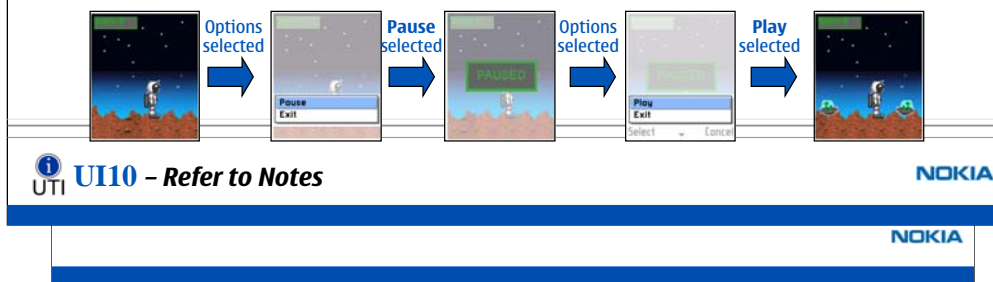 Options
selected
Pause
selected
Options
selected
Play
selected
Pause
Exit
PAUSED
PAUSED
Play
Exit
Select Cancel
UTI UI10 – Refer to Notes
NOKIA
NOKIA